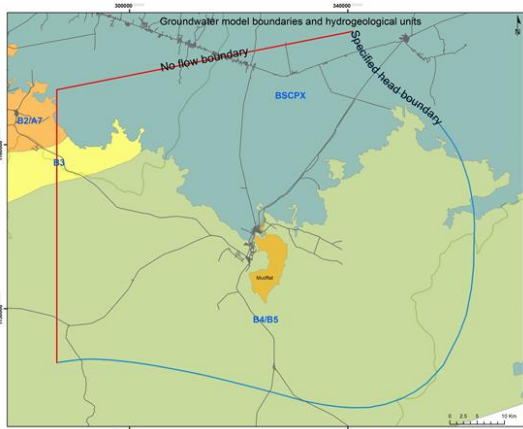 300000
340000
Groundwater model boundaries and hydrogeological units
No flow boundary
Specified head boundary
BSCPX
B2/A7
B3
Mudflat
B4/B5
0 2.5 5 10 Km